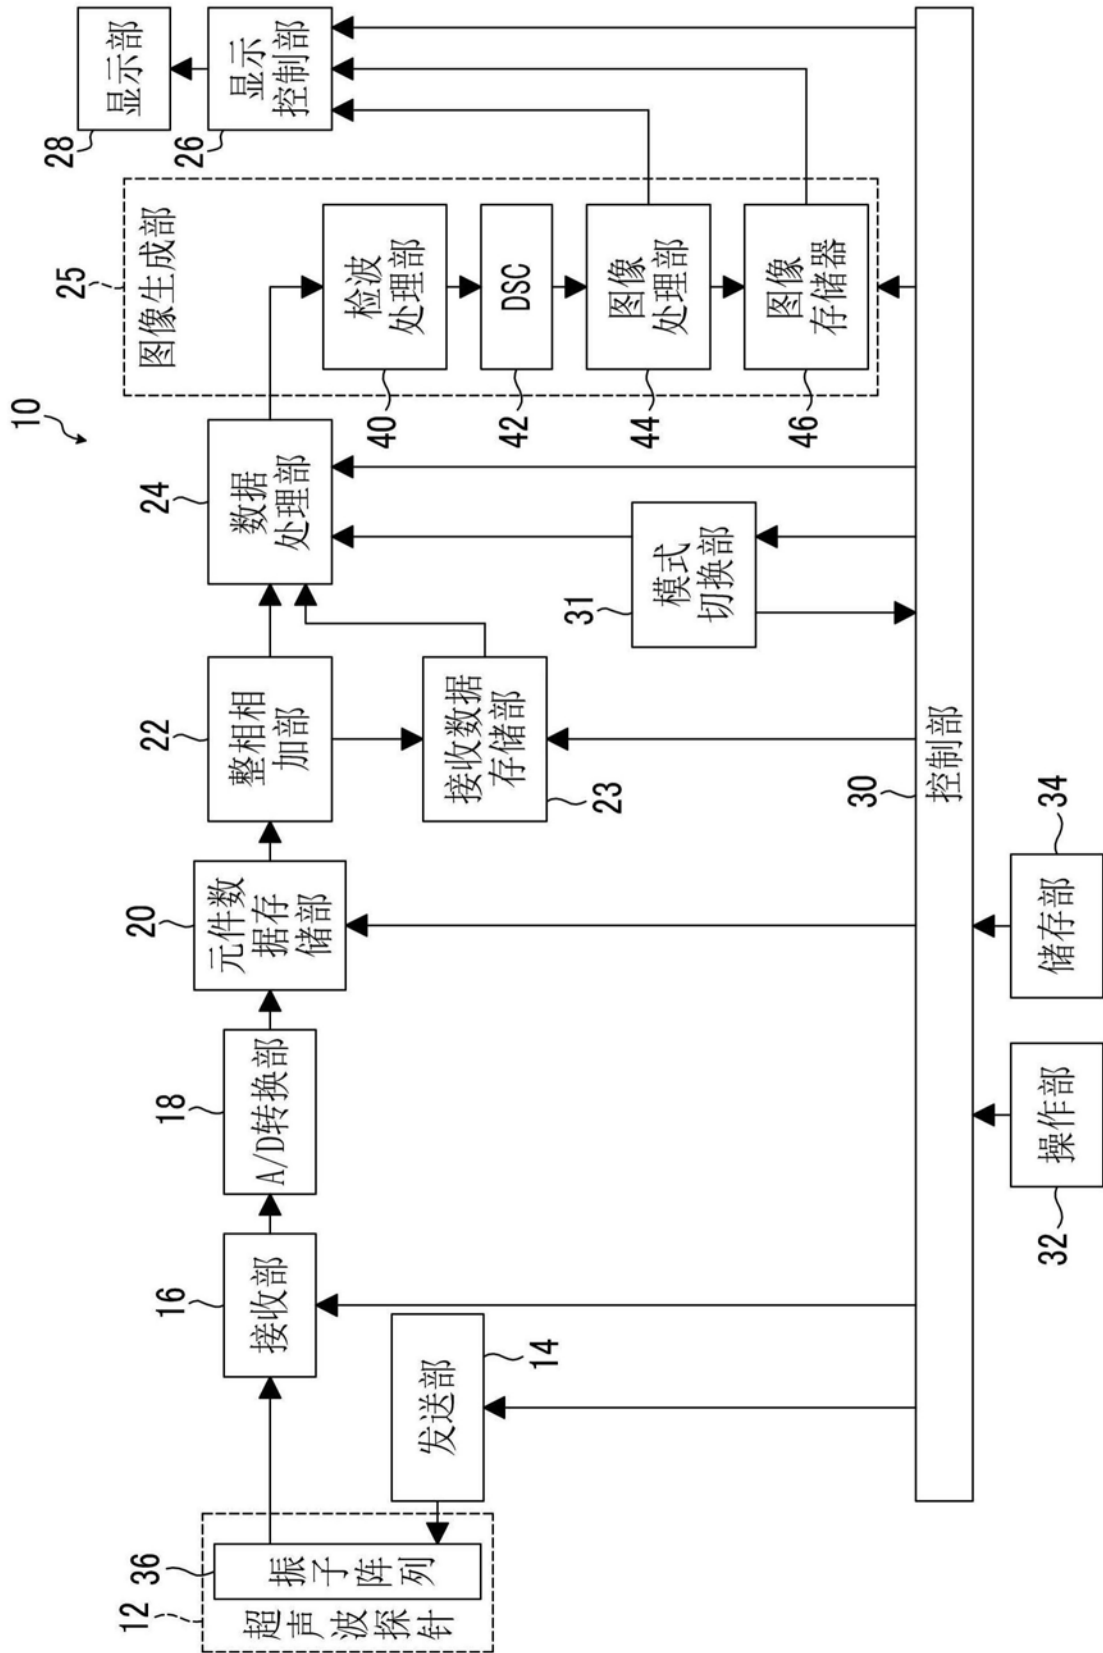 10
12
超声波探针
36
振子阵列
14
发送部
16
接收部
18
A/D转换部
20
元件数
据存
储部
22
整相相
加部
23
接收数据
存储部
24
数据
处理部
25
图像生成部
40
检波
处理部
42
DSC
44
图像
处理部
46
图像
存储器
26
显示
控制部
28
显示部
31
模式
切换部
30
控制部
32
操作部
34
储存部